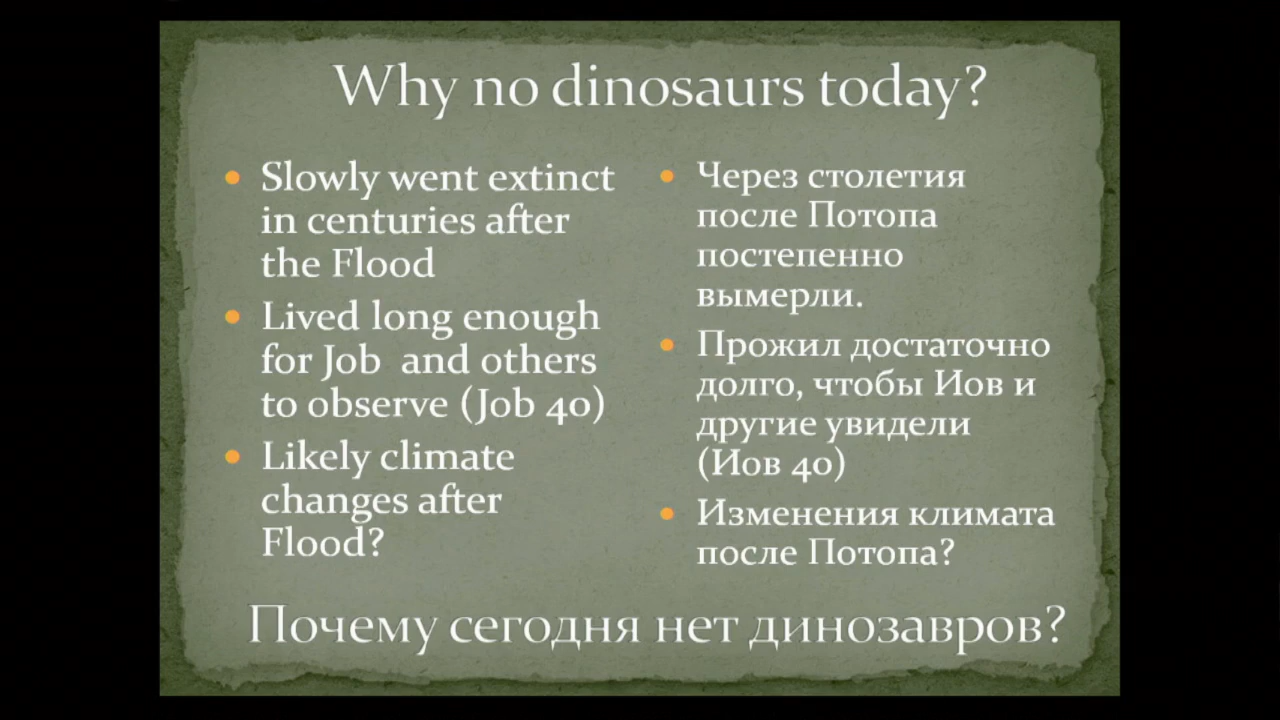 Why no dinosaurs today?
Slowly went extinct
in centuries after
the Flood
Lived long enough
for Job  and others
to observe (Job 40)
Likely climate
changes after
Flood?
Через столетия
после Потопа
постепенно
вымерли.
Прожил достаточно
долго, чтобы Иов и
другие увидели
(Иов 40)
Изменения климата
после Потопа?
Почему сегодня нет динозавров?